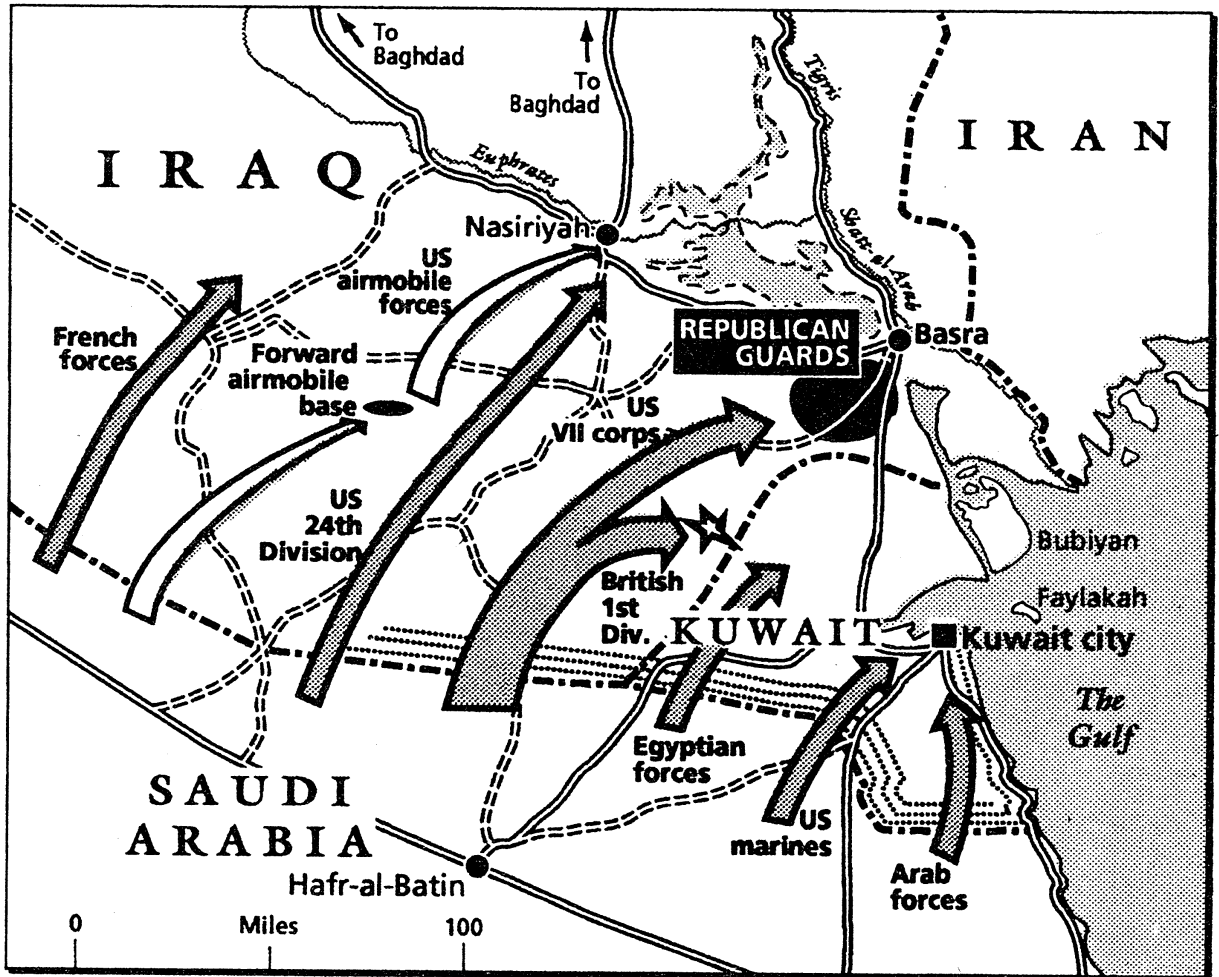 To
Baghdad
To
Baghdad
Tigris
IRAN
IRAQ
Euphrates
Nasiriyah
Shatt-al Arab
US
airmobile
forces
French
forces
REPUBLICAN
GUARDS
Basra
Forward
airmobile
base
US
VII corps
US
24th
Division
Bubiyan
British
1st
Div.
Faylakah
KUWAIT
Kuwait city
The
Gulf
Egyptian
forces
SAUDI
ARABIA
US
marines
Hafr-al-Batin
Arab
forces
0 Miles 100